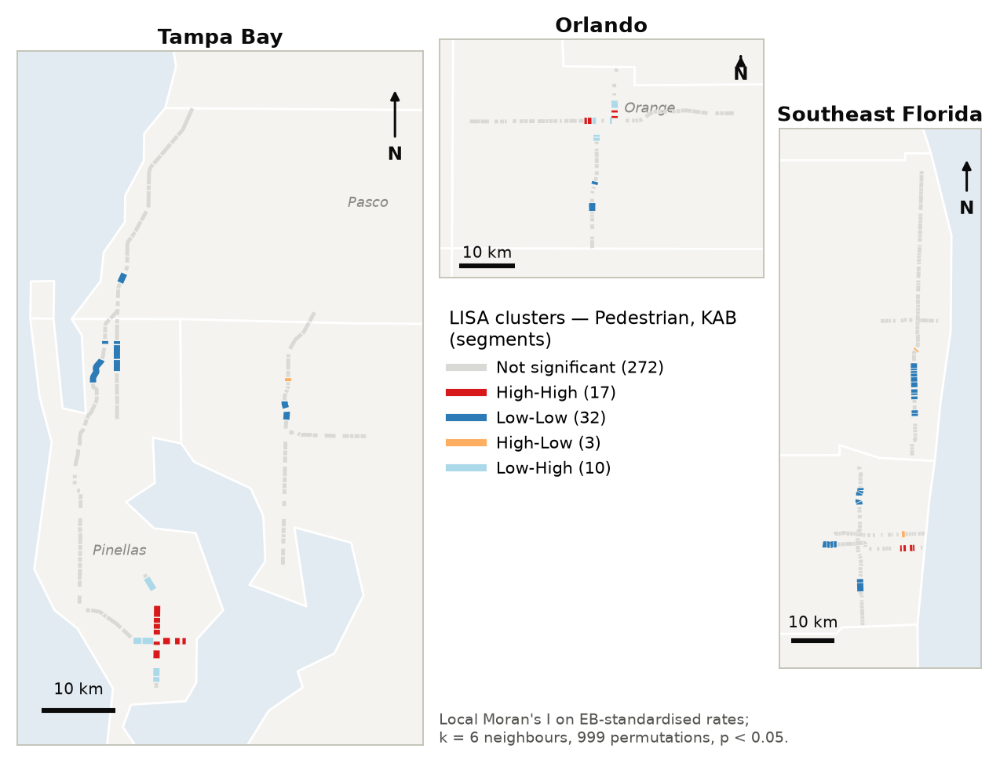 Tampa Bay
Orlando
Southeast Florida
N
Pasco
Pinellas
10 km
N
Orange
10 km
N
10 km
LISA clusters — Pedestrian, KAB
(segments)
Not significant (272)
High-High (17)
Low-Low (32)
High-Low (3)
Low-High (10)
Local Moran's I on EB-standardised rates;
k = 6 neighbours, 999 permutations, p < 0.05.